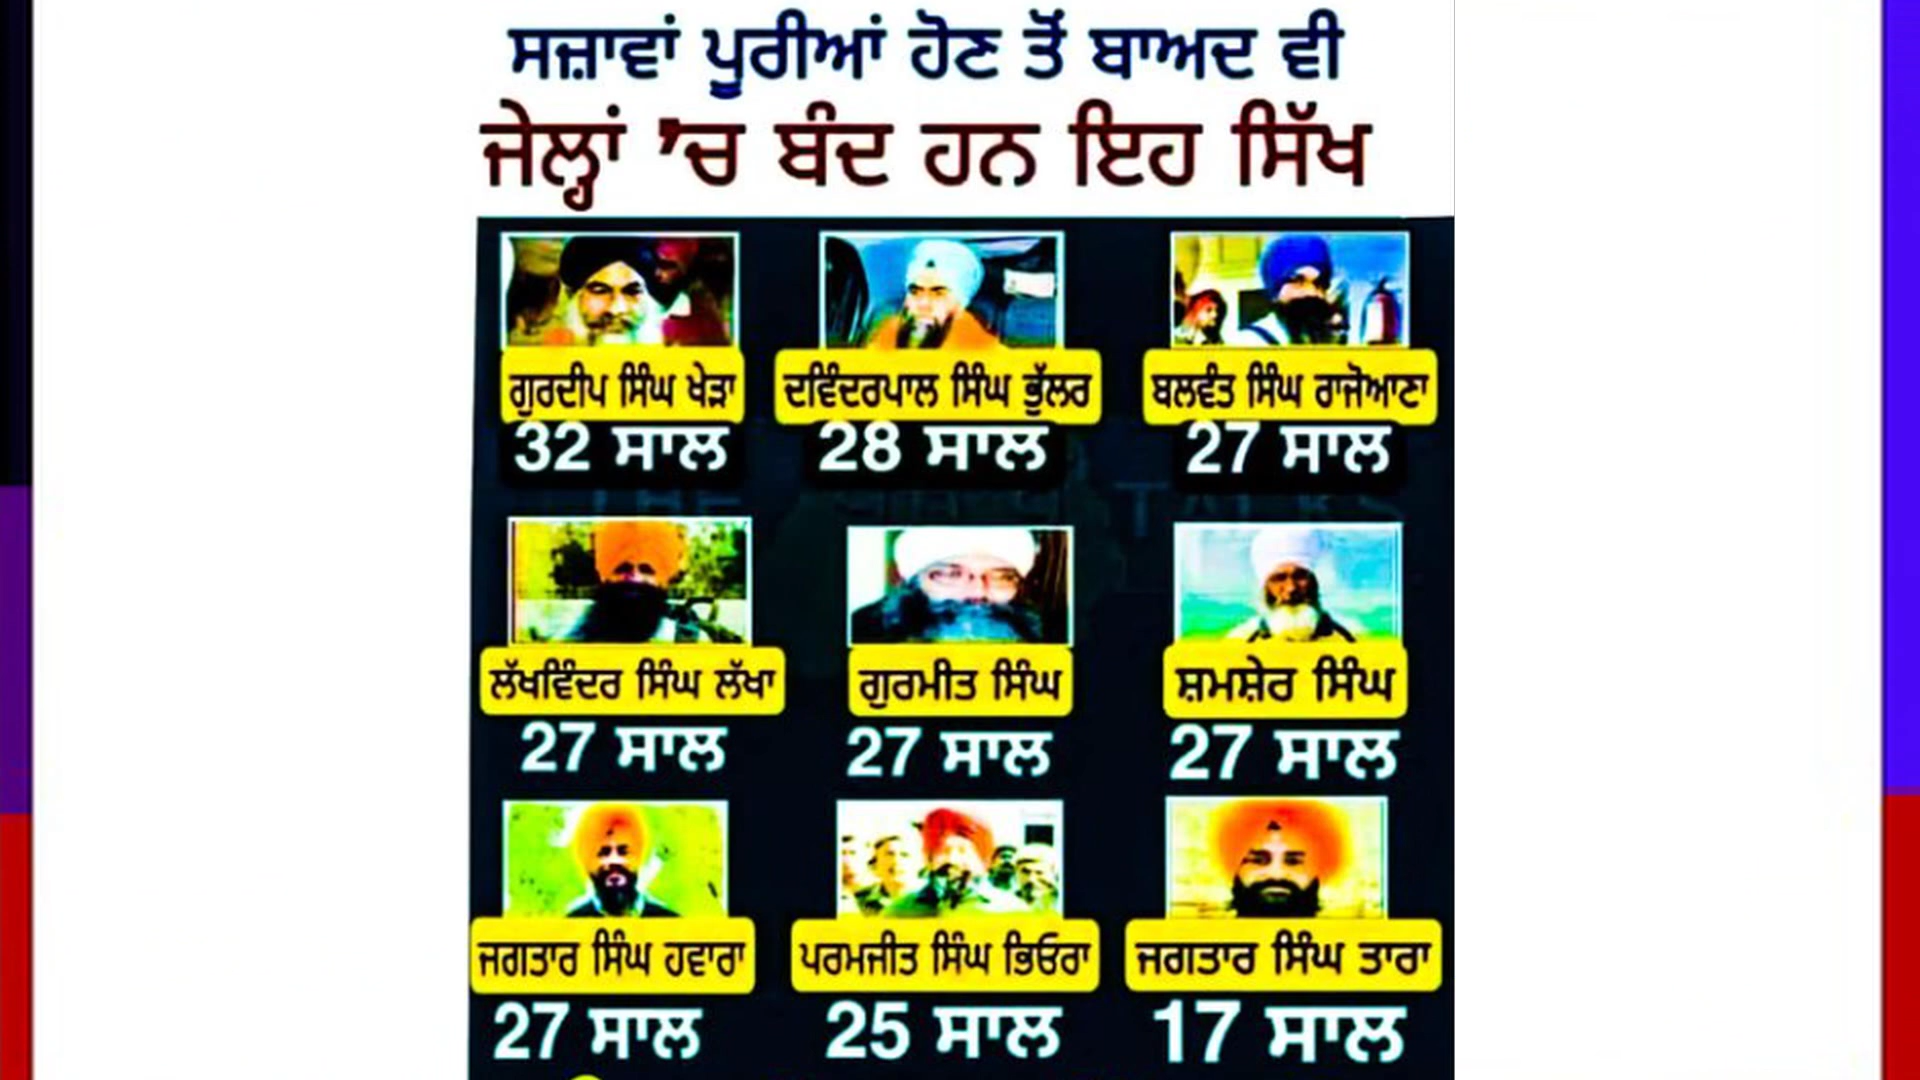 ਸਜ਼ਾਵਾਂ ਪੂਰੀਆਂ ਹੋਣ ਤੋਂ ਬਾਅਦ ਵੀ
ਜੇਲ੍ਹਾਂ 'ਚ ਬੰਦ ਹਨ ਇਹ ਸਿੱਖ
ਗੁਰਦੀਪ ਸਿੰਘ ਖੇੜਾ
32 ਸਾਲ
ਦਵਿੰਦਰਪਾਲ ਸਿੰਘ ਭੁੱਲਰ
28 ਸਾਲ
ਬਲਵੰਤ ਸਿੰਘ ਰਾਜੋਆਣਾ
27 ਸਾਲ
ਲੱਖਵਿੰਦਰ ਸਿੰਘ ਲੱਖਾ
27 ਸਾਲ
ਗੁਰਮੀਤ ਸਿੰਘ
27 ਸਾਲ
ਸ਼ਮਸ਼ੇਰ ਸਿੰਘ
27 ਸਾਲ
ਜਗਤਾਰ ਸਿੰਘ ਹਵਾਰਾ
27 ਸਾਲ
ਪਰਮਜੀਤ ਸਿੰਘ ਭਿਓਰਾ
25 ਸਾਲ
ਜਗਤਾਰ ਸਿੰਘ ਤਾਰਾ
17 ਸਾਲ